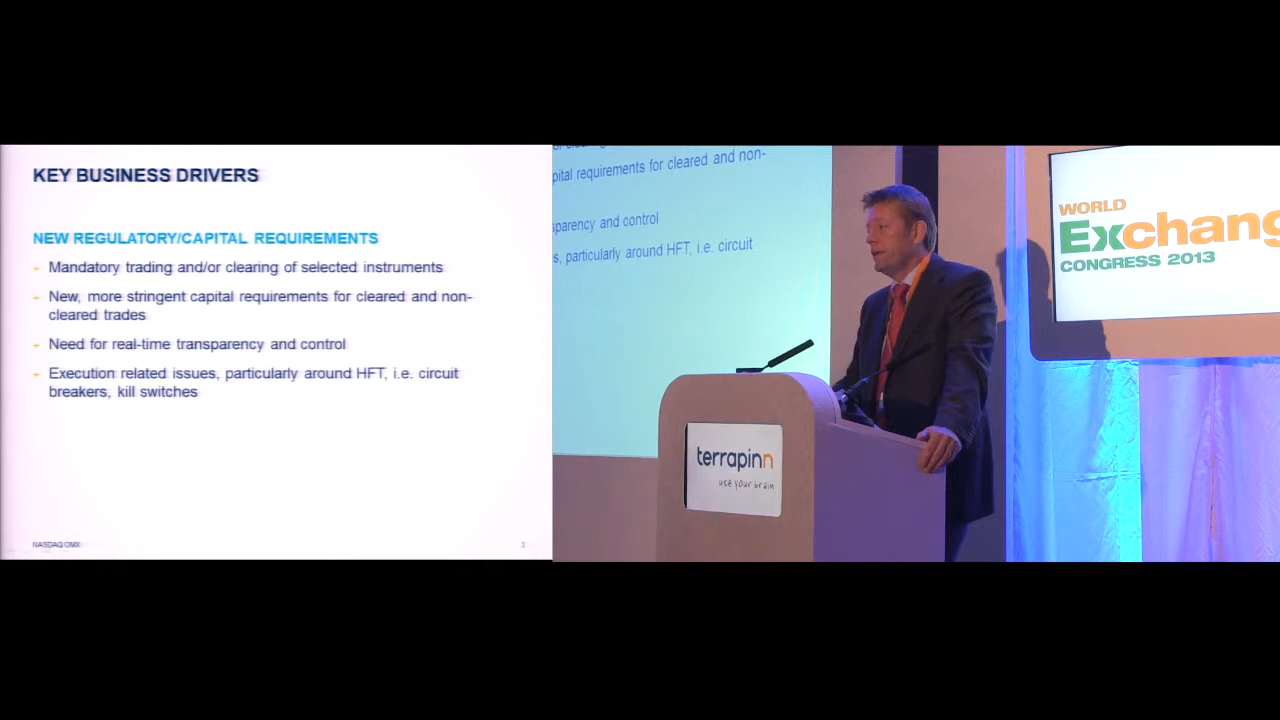 KEY BUSINESS DRIVERS
NEW REGULATORY/CAPITAL REQUIREMENTS
- Mandatory trading and/or clearing of selected instruments
- New, more stringent capital requirements for cleared and non-
cleared trades
- Need for real-time transparency and control
- Execution related issues, particularly around HFT, i.e. circuit
breakers, kill switches
NASDAQ OMX
3
pital requirements for cleared and non-
sparency and control
s, particularly around HFT, i.e. circuit
terrapinn
use your brain
WORLD
Exchang
CONGRESS 2013